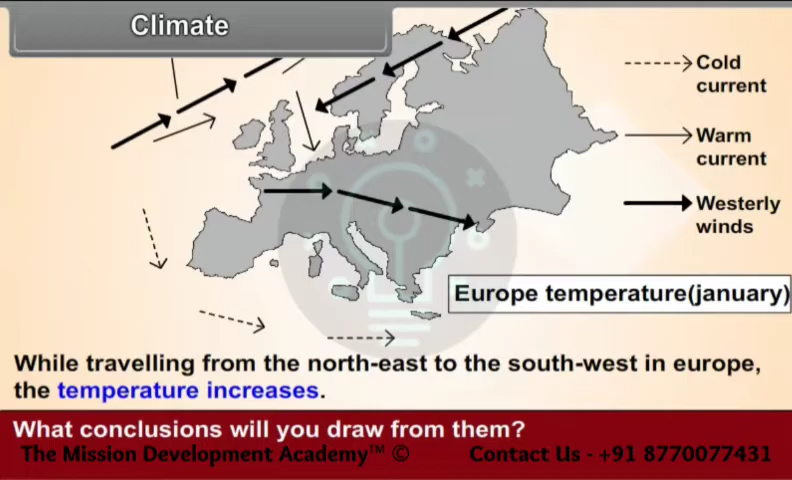 Climate
Cold
current
Warm
current
Westerly
winds
Europe temperature(january)
While travelling from the north-east to the south-west in europe,
the temperature increases.
What conclusions will you draw from them?
The Mission Development Academy™ © Contact Us - +91 8770077431